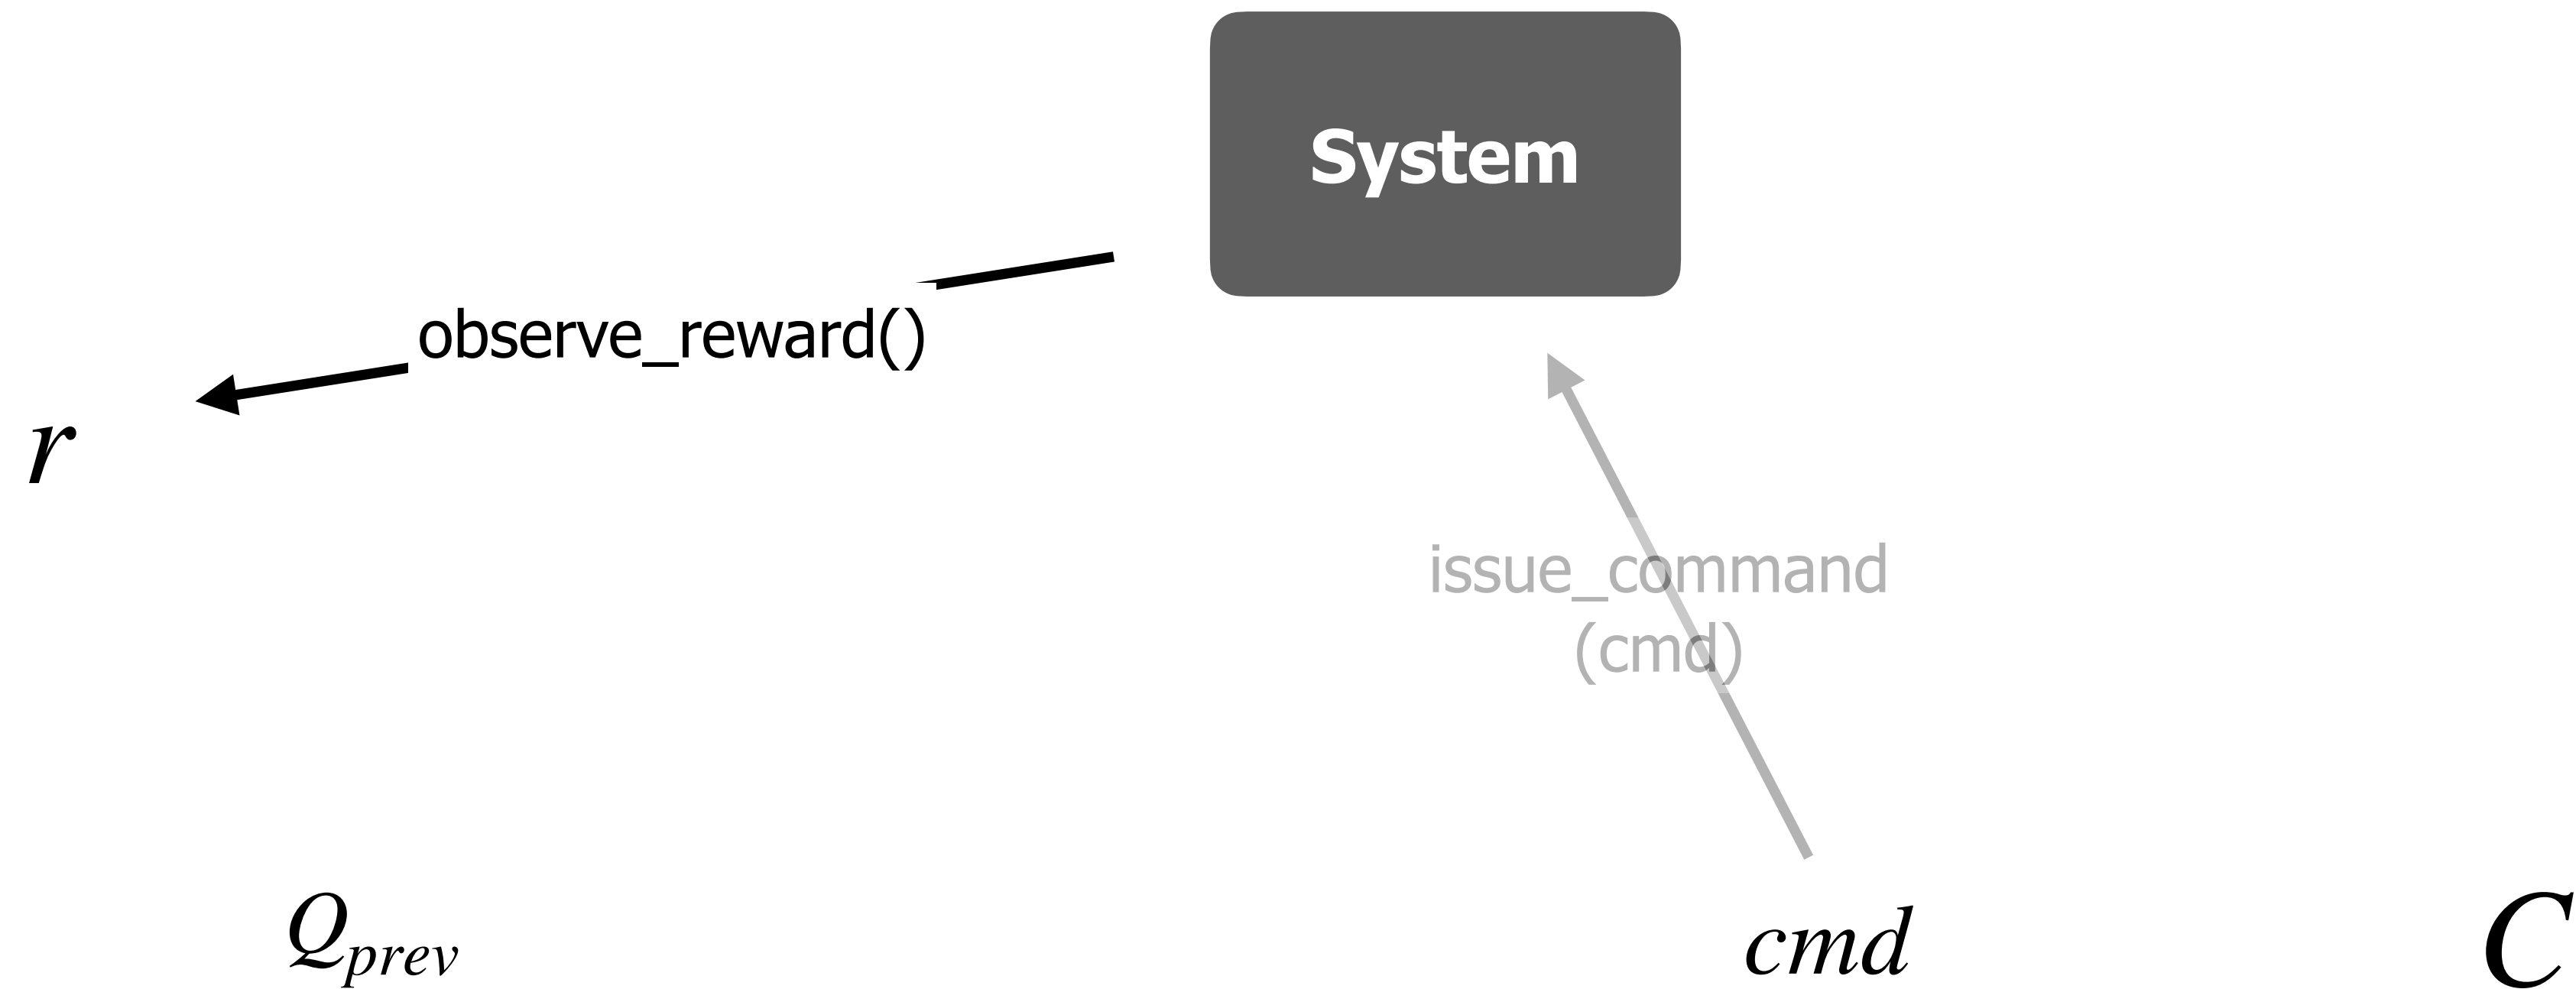 System
observe_reward()
r
issue_command
(cmd)
Q_prev
cmd
C